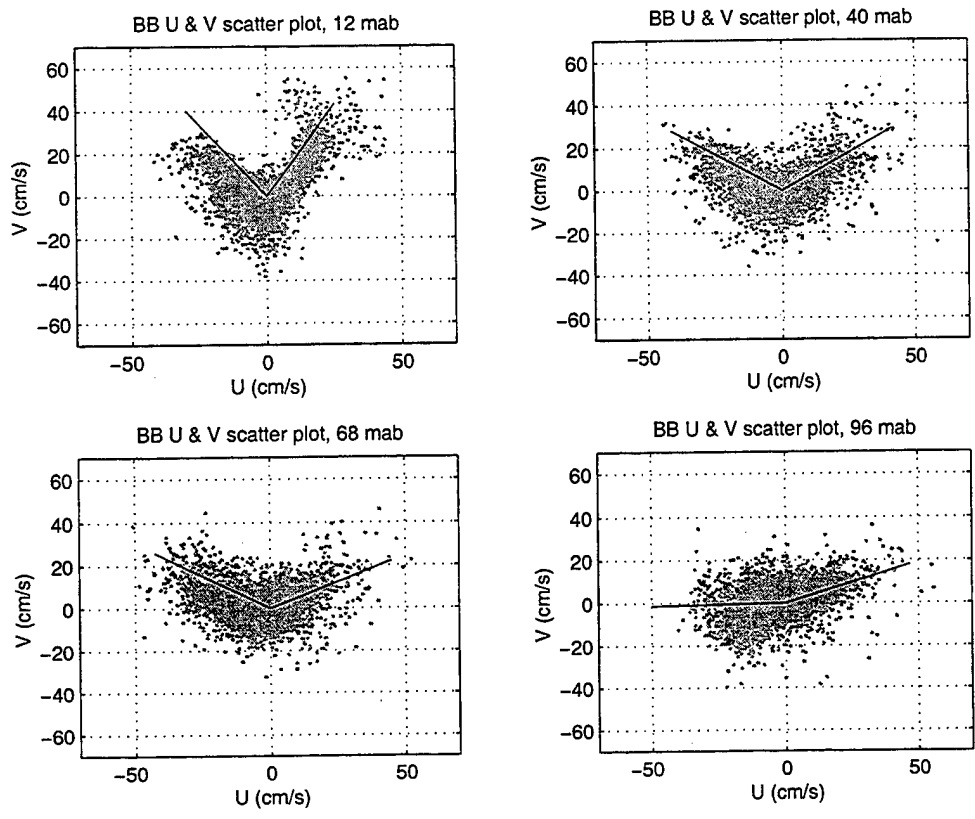 BB U & V scatter plot, 12 mab
60
40
20
0
−20
−40
−60
V (cm/s)
−50 0 50
U (cm/s)
BB U & V scatter plot, 40 mab
60
40
20
0
−20
−40
−60
V (cm/s)
−50 0 50
U (cm/s)
BB U & V scatter plot, 68 mab
60
40
20
0
−20
−40
−60
V (cm/s)
−50 0 50
U (cm/s)
BB U & V scatter plot, 96 mab
60
40
20
0
−20
−40
−60
V (cm/s)
−50 0 50
U (cm/s)